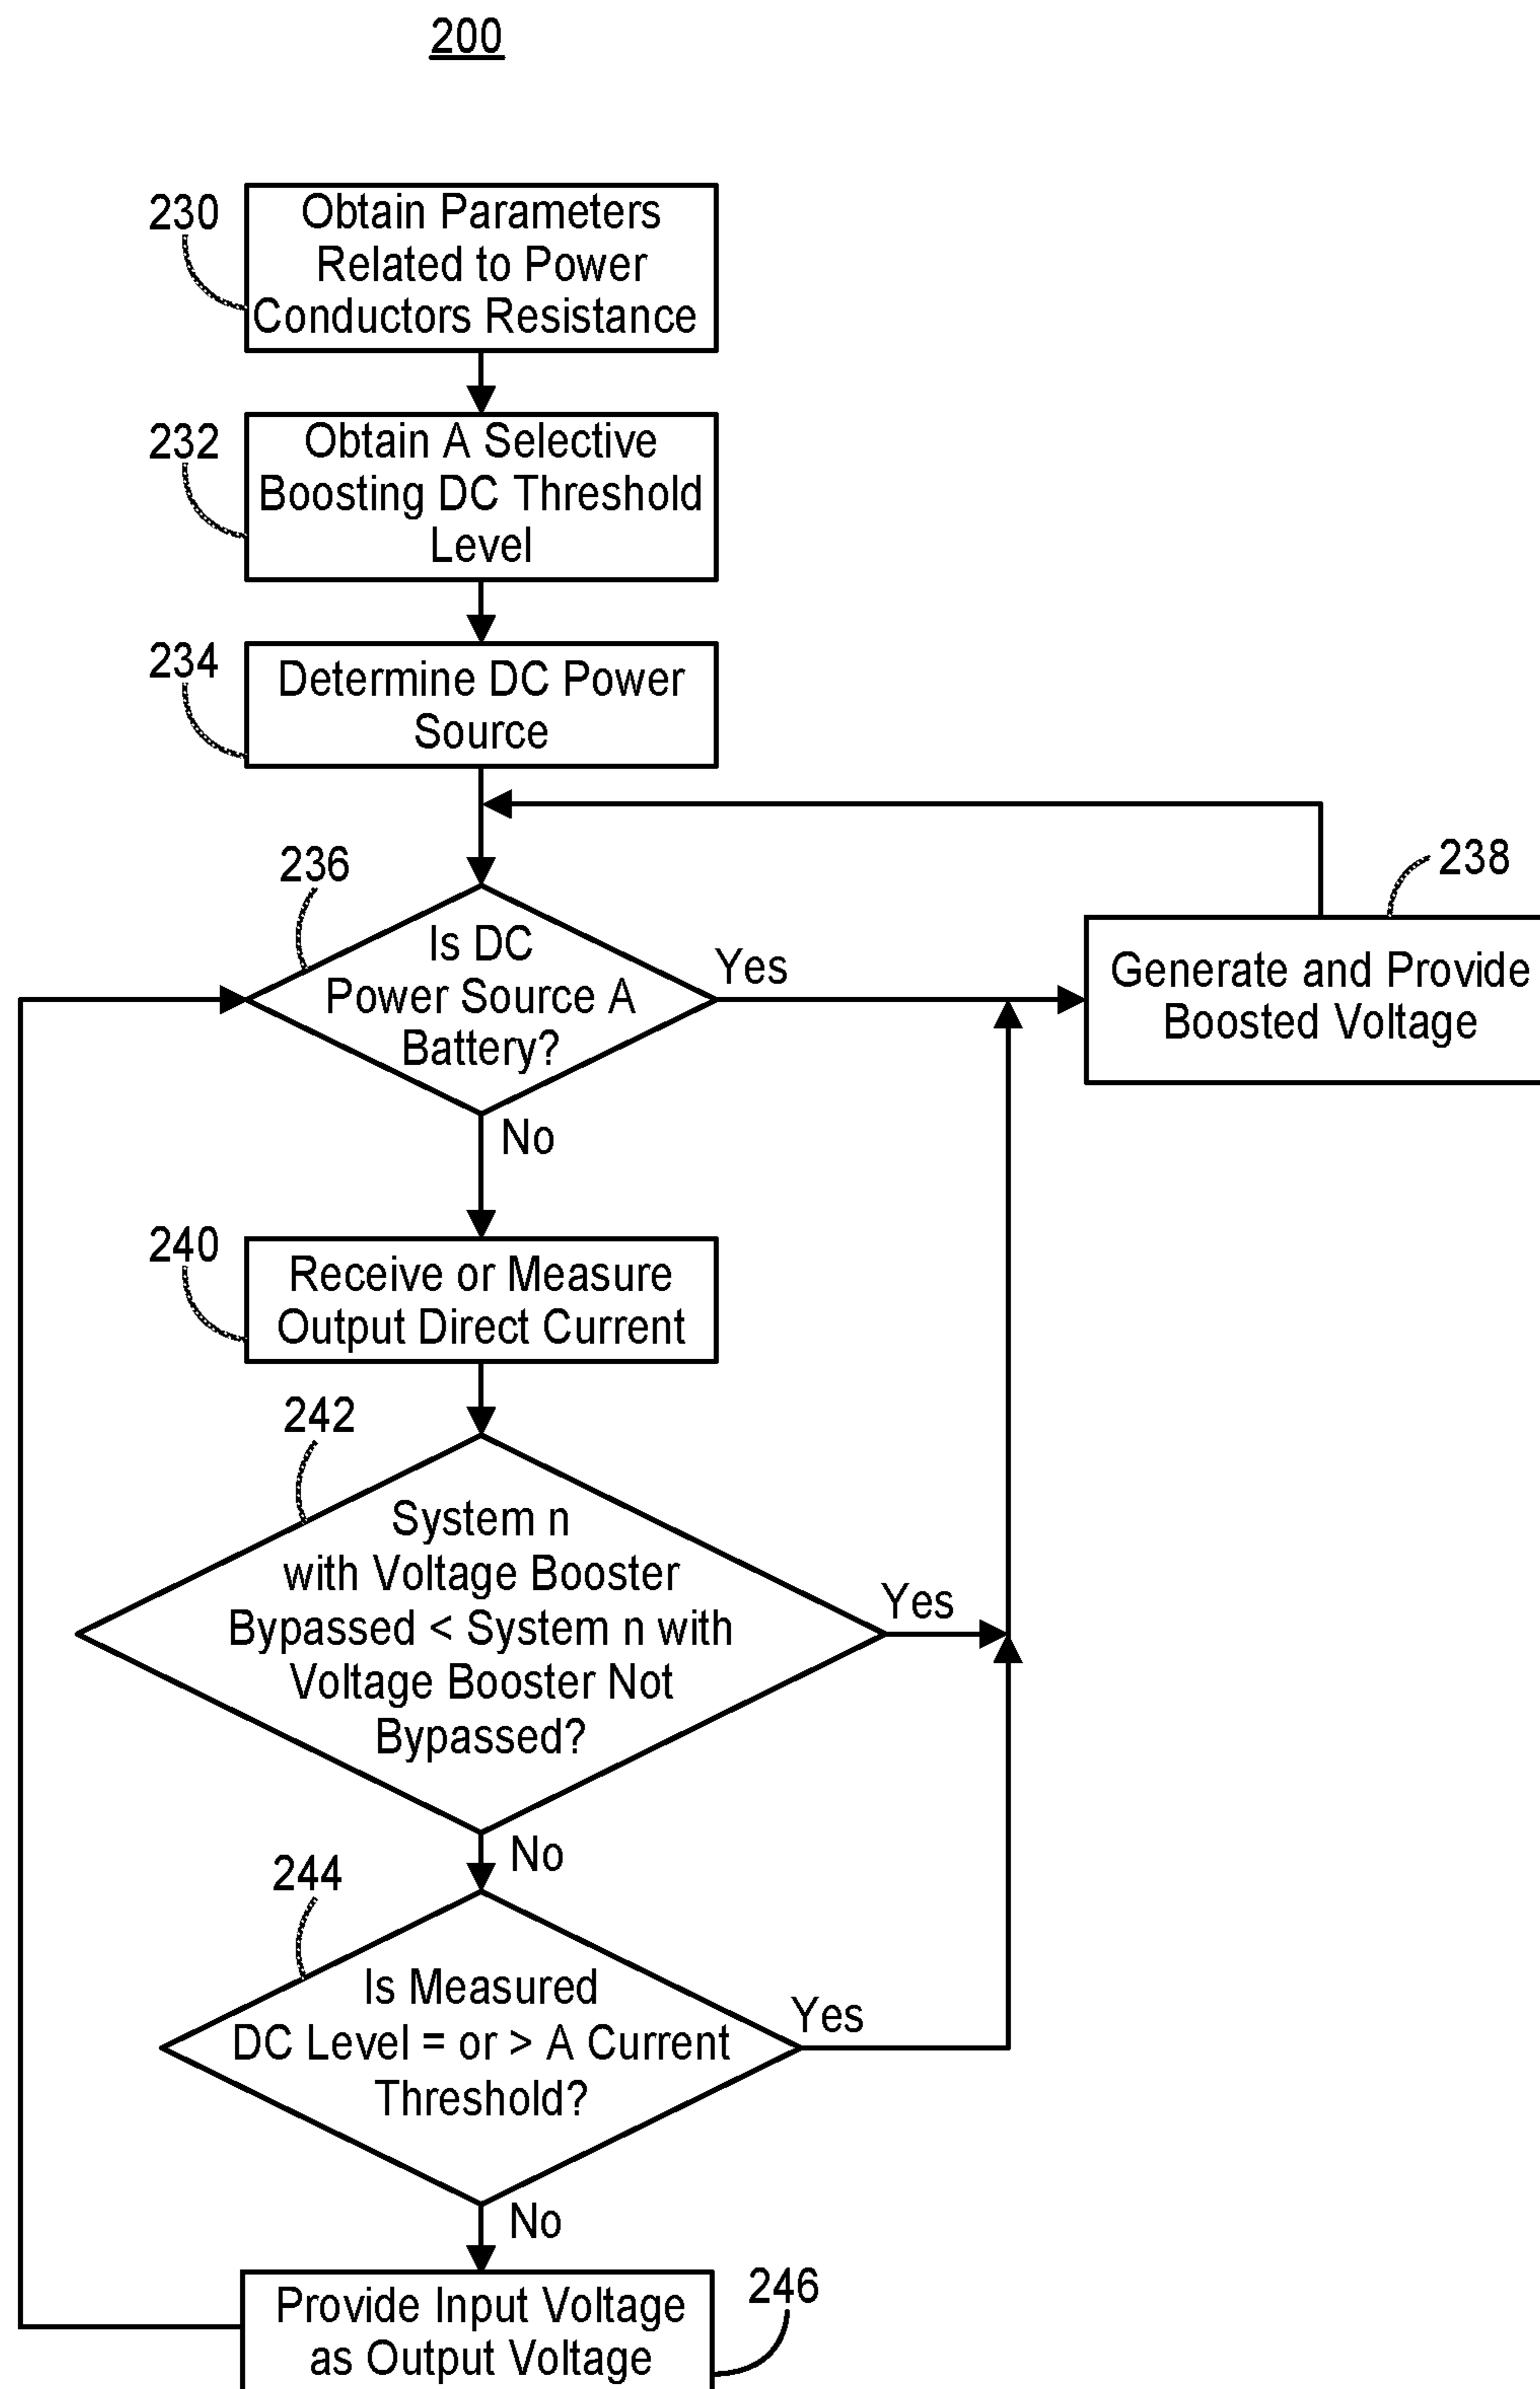 200
230
Obtain Parameters
Related to Power
Conductors Resistance
232
Obtain A Selective
Boosting DC Threshold
Level
234
Determine DC Power
Source
236
Is DC
Power Source A
Battery?
Yes
No
238
Generate and Provide
Boosted Voltage
240
Receive or Measure
Output Direct Current
242
System n
with Voltage Booster
Bypassed < System n with
Voltage Booster Not
Bypassed?
Yes
No
244
Is Measured
DC Level = or > A Current
Threshold?
Yes
No
246
Provide Input Voltage
as Output Voltage